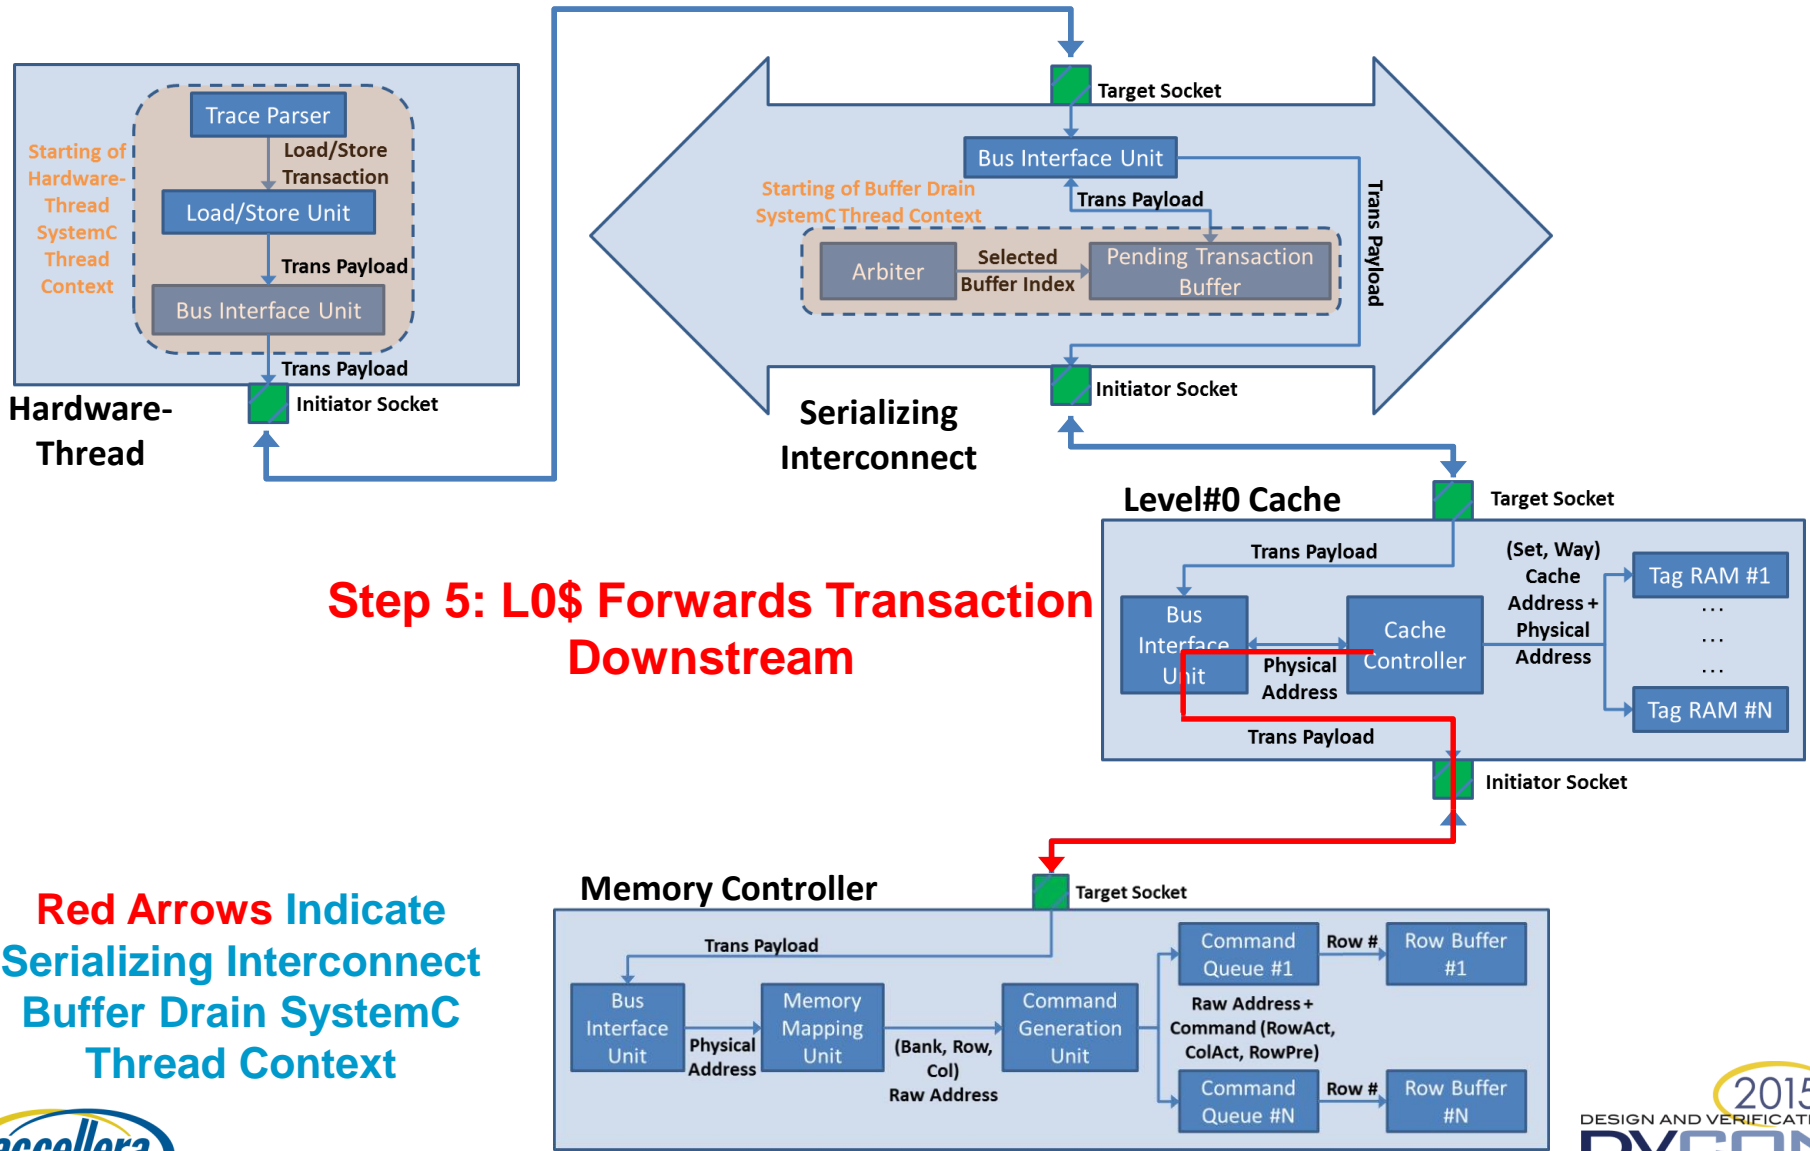 Target Socket
Trace Parser
Starting of
Hardware-
Thread
SystemC
Thread
Context
Load/Store
Transaction
Load/Store Unit
Trans Payload
Bus Interface Unit
Trans Payload
Initiator Socket
Hardware-
Thread
Bus Interface Unit
Trans Payload
Starting of Buffer Drain
SystemC Thread Context
Trans Payload
Arbiter
Selected
Buffer Index
Pending Transaction
Buffer
Initiator Socket
Serializing
Interconnect
Level#0 Cache
Target Socket
Trans Payload
(Set, Way)
Cache
Address +
Physical
Address
Tag RAM #1
...
...
...
Tag RAM #N
Bus
Interface
Unit
Physical
Address
Cache
Controller
Trans Payload
Initiator Socket
Step 5: L0$ Forwards Transaction
Downstream
Red Arrows Indicate
Serializing Interconnect
Buffer Drain SystemC
Thread Context
Memory Controller
Target Socket
Trans Payload
Bus
Interface
Unit
Physical
Address
Memory
Mapping
Unit
(Bank, Row,
Col)
Raw Address
Command
Generation
Unit
Command
Queue #1
Row #
Row Buffer
#1
Raw Address +
Command (RowAct,
ColAct, RowPre)
Command
Queue #N
Row #
Row Buffer
#N
accellera
2015
DESIGN AND VERIFICATI
DVCON